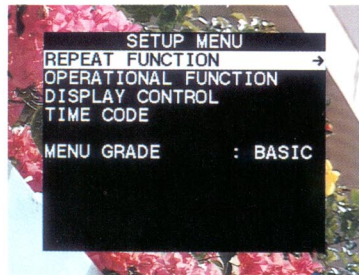 SETUP MENU
REPEAT FUNCTION →
OPERATIONAL FUNCTION
DISPLAY CONTROL
TIME CODE
MENU GRADE : BASIC